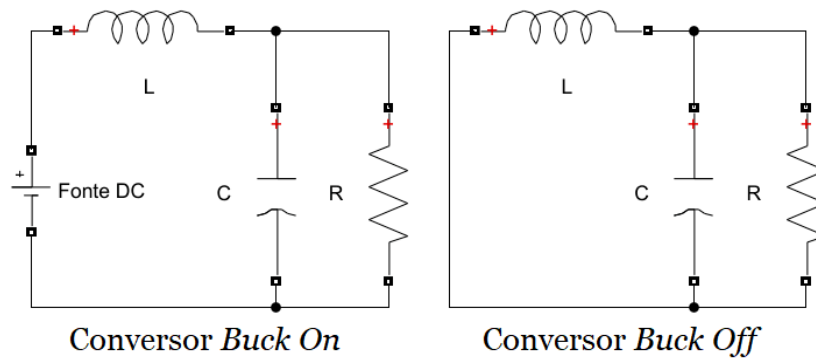 L
+ Fonte DC
C
R
Conversor Buck On
L
C
R
Conversor Buck Off